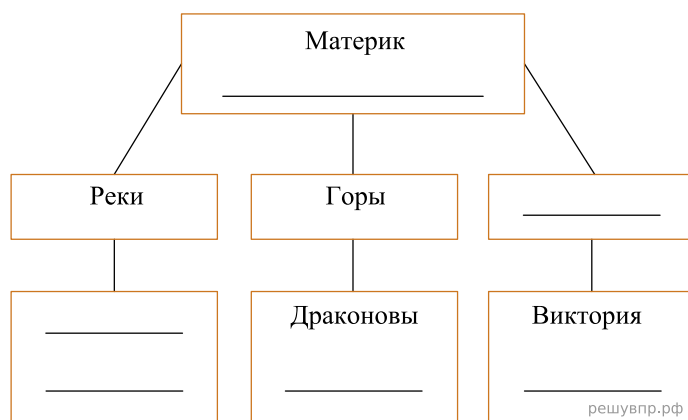 Материк
Реки
Горы
Драконовы
Виктория
решувпр.рф